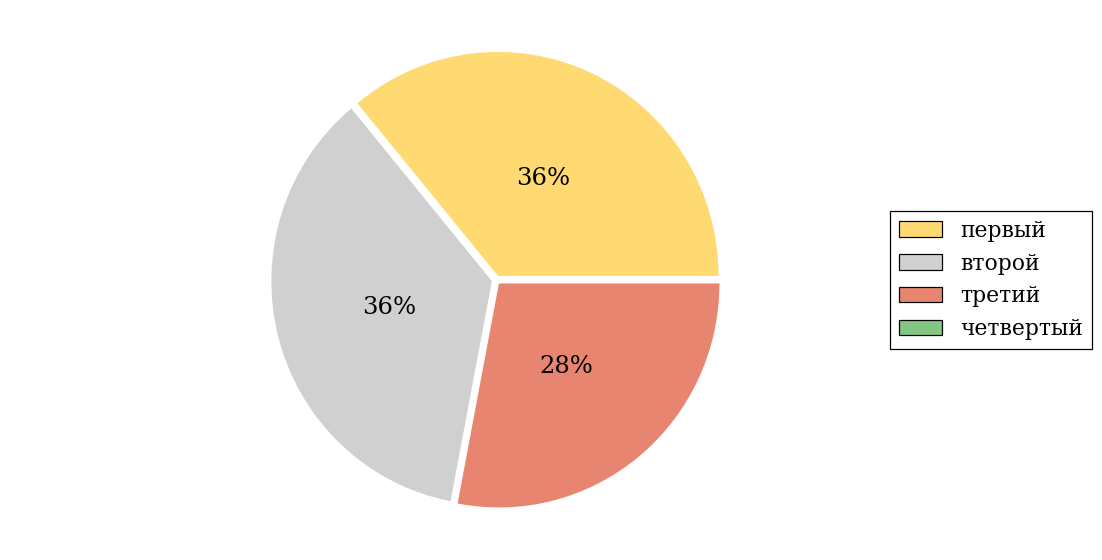 36%
36%
28%
первый
второй
третий
четвертый